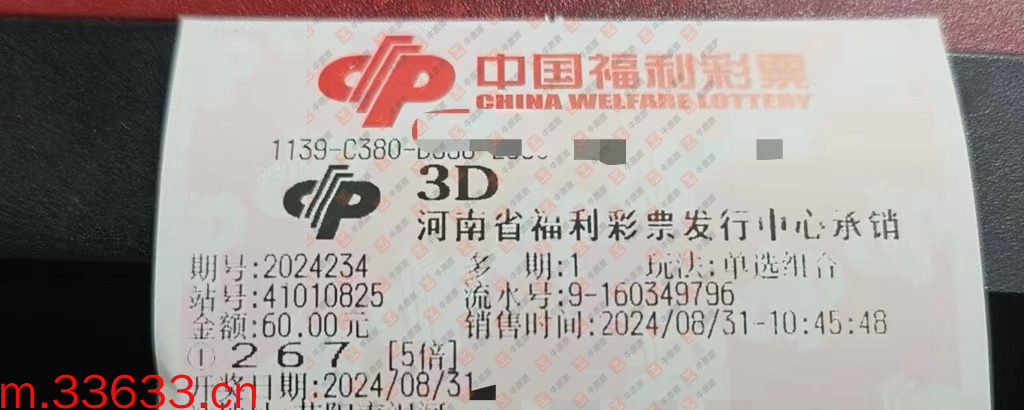 中国福利彩票
CHINA WELFARE LOTTERY
1139-C380-
3D
河南省福利彩票发行中心承销
期号:2024234 多 期:1 玩法:单选组合
站号:41010825 流水号:9-160349796
金额:60.00元 销售时间:2024/08/31-10:45:48
① 2 6 7 [5倍]
开奖日期:2024/08/31
m.33633.cn